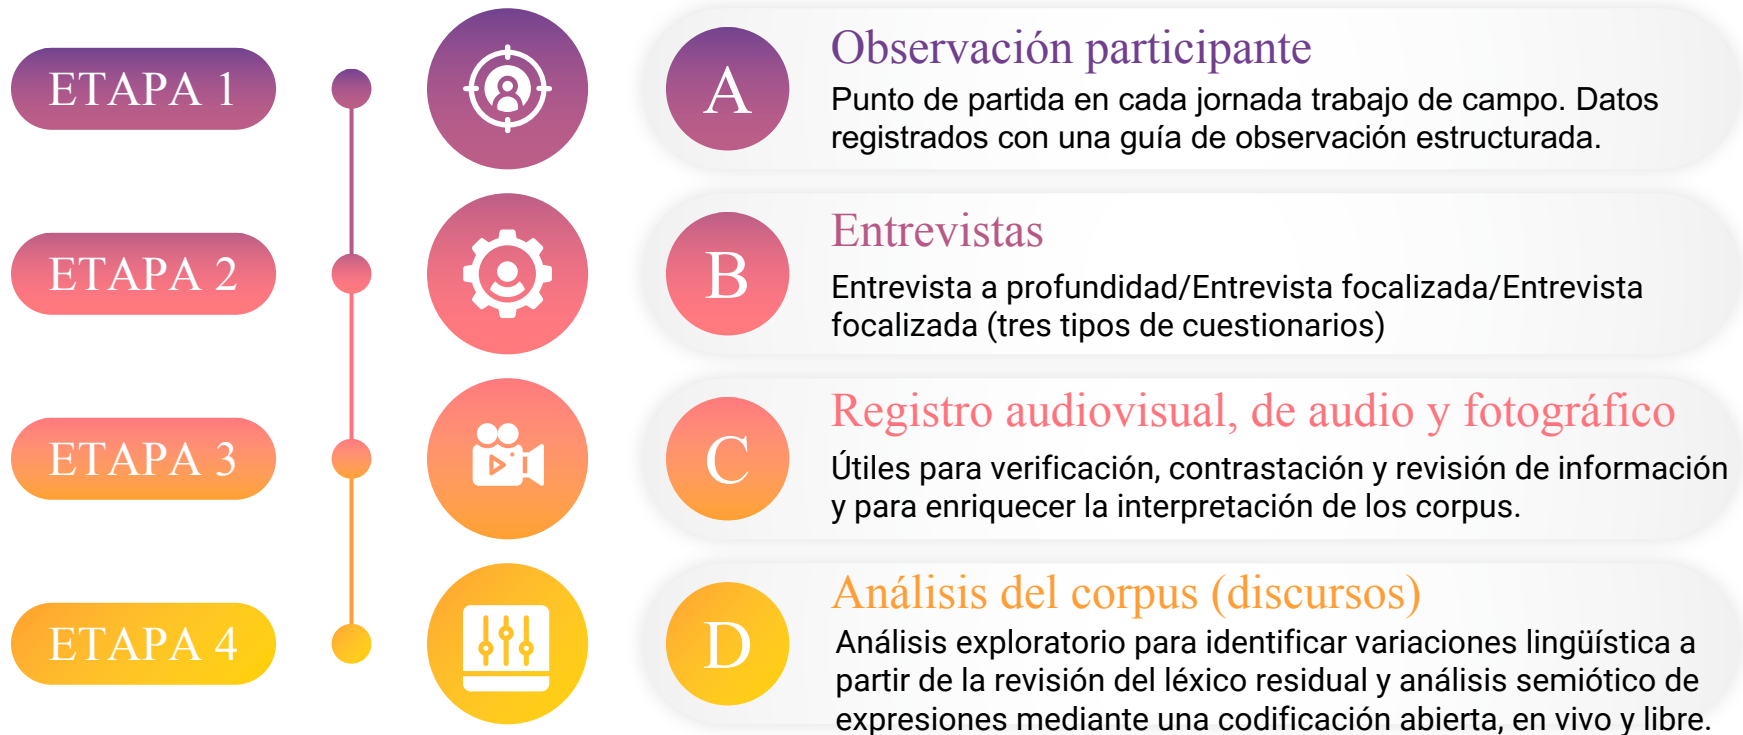 ETAPA 1
A
Observación participante
Punto de partida en cada jornada trabajo de campo. Datos
registrados con una guía de observación estructurada.
ETAPA 2
B
Entrevistas
Entrevista a profundidad/Entrevista focalizada/Entrevista
focalizada (tres tipos de cuestionarios)
ETAPA 3
C
Registro audiovisual, de audio y fotográfico
Útiles para verificación, contrastación y revisión de información
y para enriquecer la interpretación de los corpus.
ETAPA 4
D
Análisis del corpus (discursos)
Análisis exploratorio para identificar variaciones lingüística a
partir de la revisión del léxico residual y análisis semiótico de
expresiones mediante una codificación abierta, en vivo y libre.